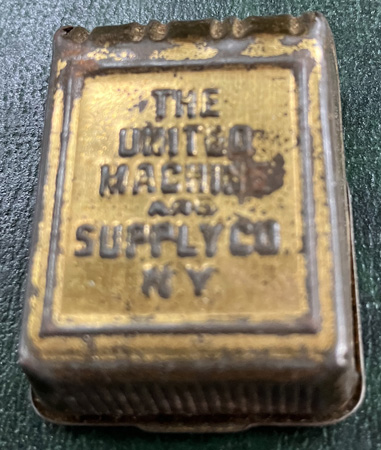 THE
UNITED
MACHINE
AND
SUPPLY CO
NY